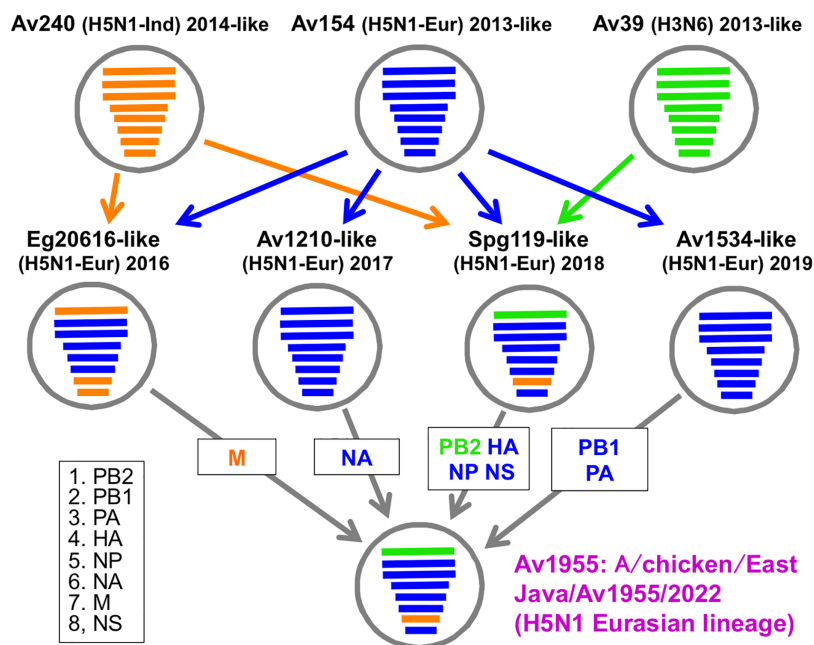 Av240 (H5N1-Ind) 2014-like
Av154 (H5N1-Eur) 2013-like
Av39 (H3N6) 2013-like
Eg20616-like
(H5N1-Eur) 2016
Av1210-like
(H5N1-Eur) 2017
Spg119-like
(H5N1-Eur) 2018
Av1534-like
(H5N1-Eur) 2019
M
NA
PB2 HA
NP NS
PB1
PA
1. PB2
2. PB1
3. PA
4. HA
5. NP
6. NA
7. M
8, NS
Av1955: A/chicken/East
Java/Av1955/2022
(H5N1 Eurasian lineage)